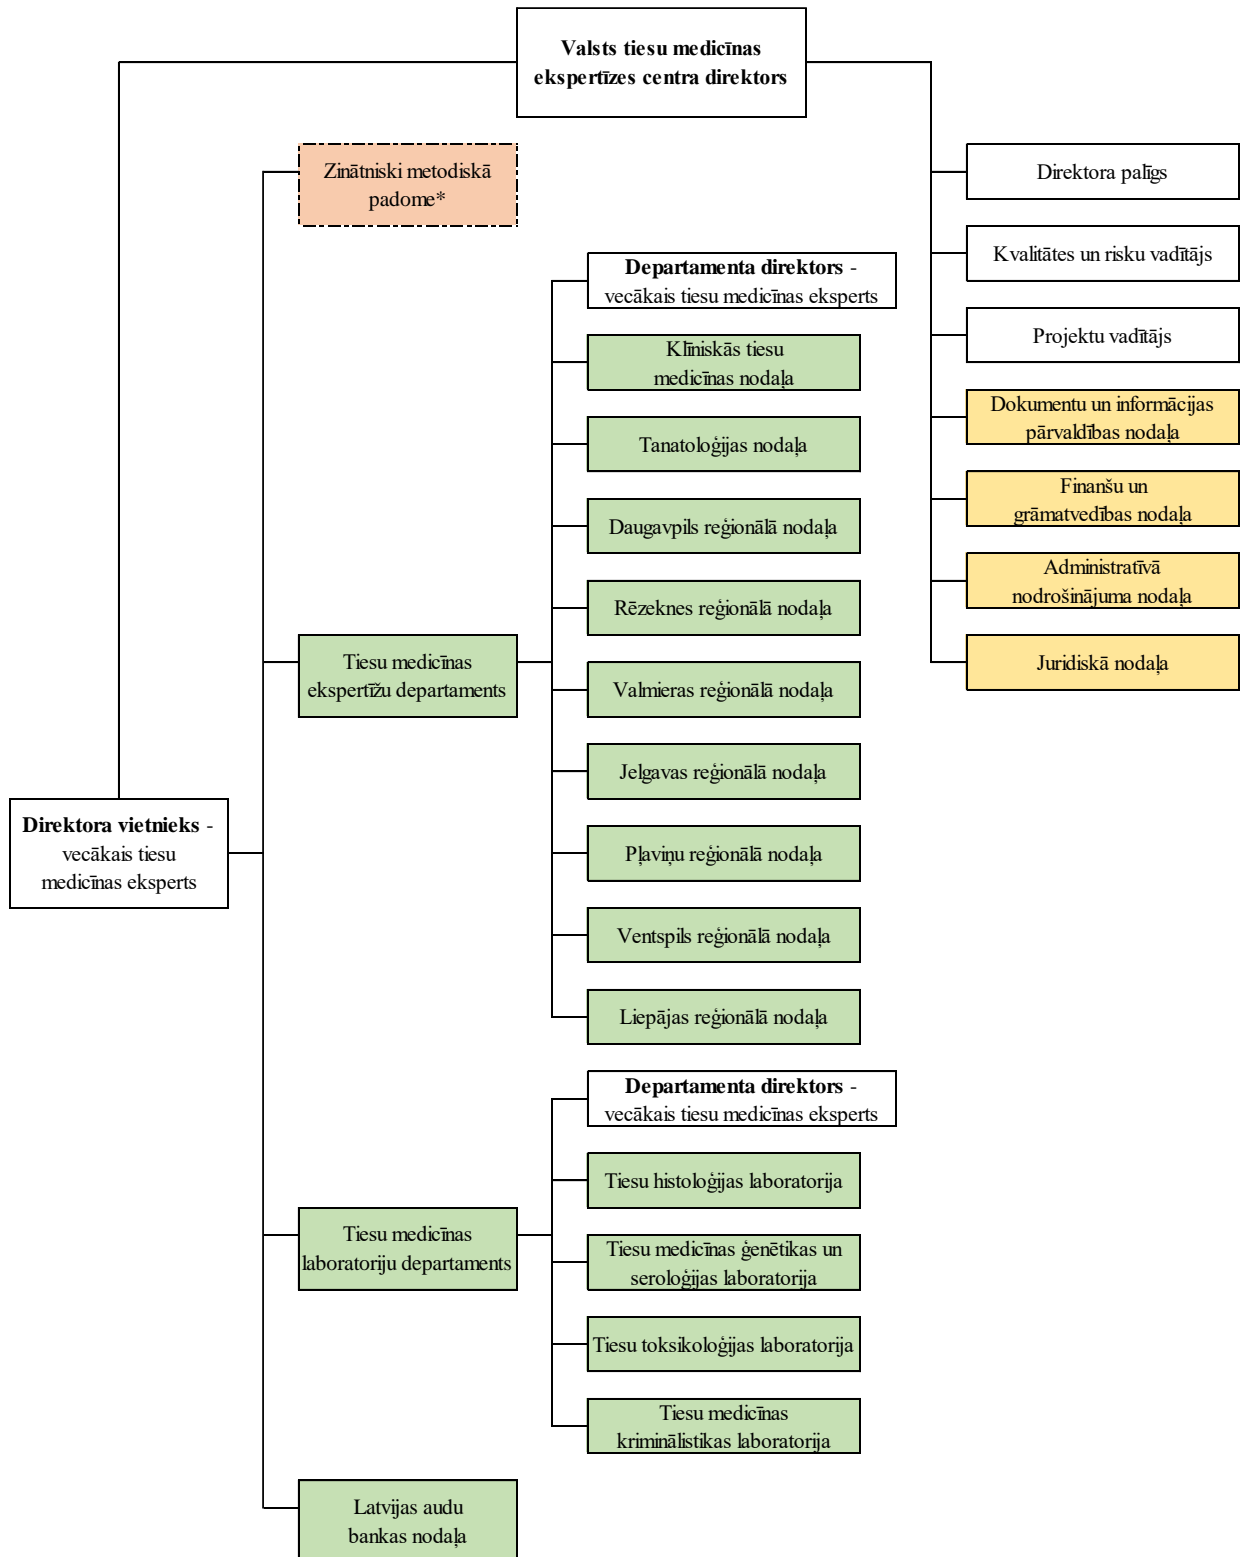 Valsts tiesu medicīnas
ekspertīzes centra direktors
Zinātniski metodiskā
padome*
Direktora palīgs
Kvalitātes un risku vadītājs
Projektu vadītājs
Dokumentu un informācijas
pārvaldības nodaļa
Finanšu un
grāmatvedības nodaļa
Administratīvā
nodrošinājuma nodaļa
Juridiskā nodaļa
Departamenta direktors -
vecākais tiesu medicīnas eksperts
Klīniskās tiesu
medicīnas nodaļa
Tanatoloģijas nodaļa
Daugavpils reģionālā nodaļa
Rēzeknes reģionālā nodaļa
Tiesu medicīnas
ekspertīžu departaments
Valmieras reģionālā nodaļa
Jelgavas reģionālā nodaļa
Pļaviņu reģionālā nodaļa
Ventspils reģionālā nodaļa
Liepājas reģionālā nodaļa
Direktora vietnieks -
vecākais tiesu
medicīnas eksperts
Departamenta direktors -
vecākais tiesu medicīnas eksperts
Tiesu histoloģijas laboratorija
Tiesu medicīnas
laboratoriju departaments
Tiesu medicīnas ģenētikas un
seroloģijas laboratorija
Tiesu toksikoloģijas laboratorija
Tiesu medicīnas
kriminālistikas laboratorija
Latvijas audu
bankas nodaļa